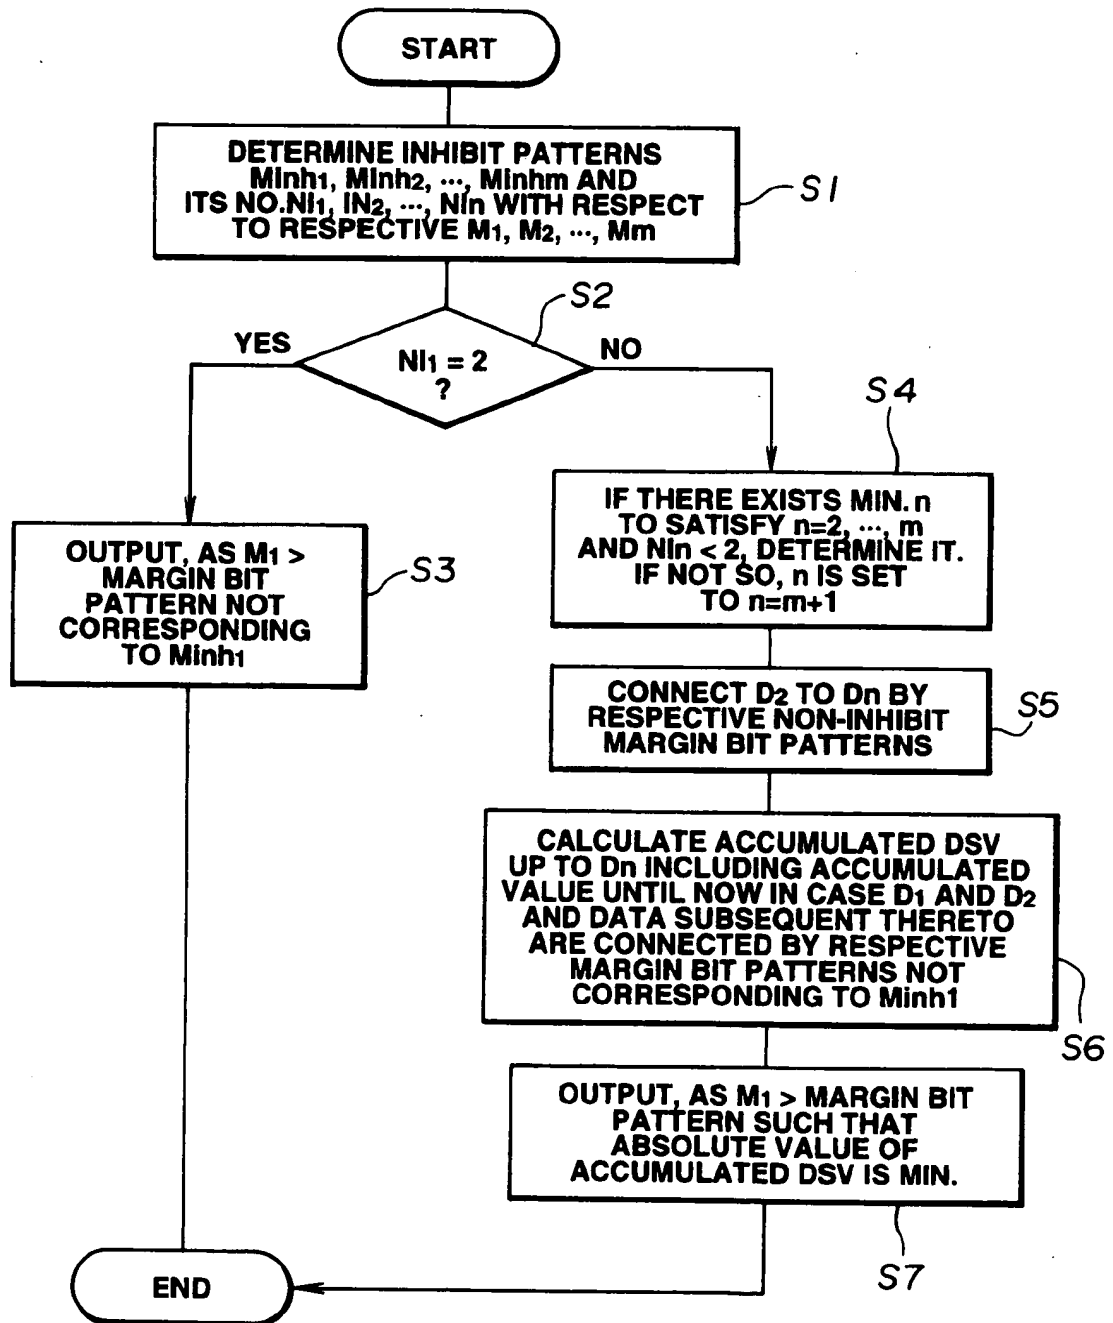 START
DETERMINE INHIBIT PATTERNS
Minh1, Minh2, ···, Minhm AND
ITS NO.NI1, IN2, ···, NIn WITH RESPECT
TO RESPECTIVE M1, M2, ···, Mm
S1
S2
YES
NI1 = 2
?
NO
S4
IF THERE EXISTS MIN. n
TO SATISFY n=2, ···, m
AND NIn < 2, DETERMINE IT.
IF NOT SO, n IS SET
TO n=m+1
OUTPUT, AS M1 >
MARGIN BIT
PATTERN NOT
CORRESPONDING
TO Minh1
S3
CONNECT D2 TO Dn BY
RESPECTIVE NON-INHIBIT
MARGIN BIT PATTERNS
S5
CALCULATE ACCUMULATED DSV
UP TO Dn INCLUDING ACCUMULATED
VALUE UNTIL NOW IN CASE D1 AND D2
AND DATA SUBSEQUENT THERETO
ARE CONNECTED BY RESPECTIVE
MARGIN BIT PATTERNS NOT
CORRESPONDING TO Minh1
S6
OUTPUT, AS M1 > MARGIN BIT
PATTERN SUCH THAT
ABSOLUTE VALUE OF
ACCUMULATED DSV IS MIN.
S7
END